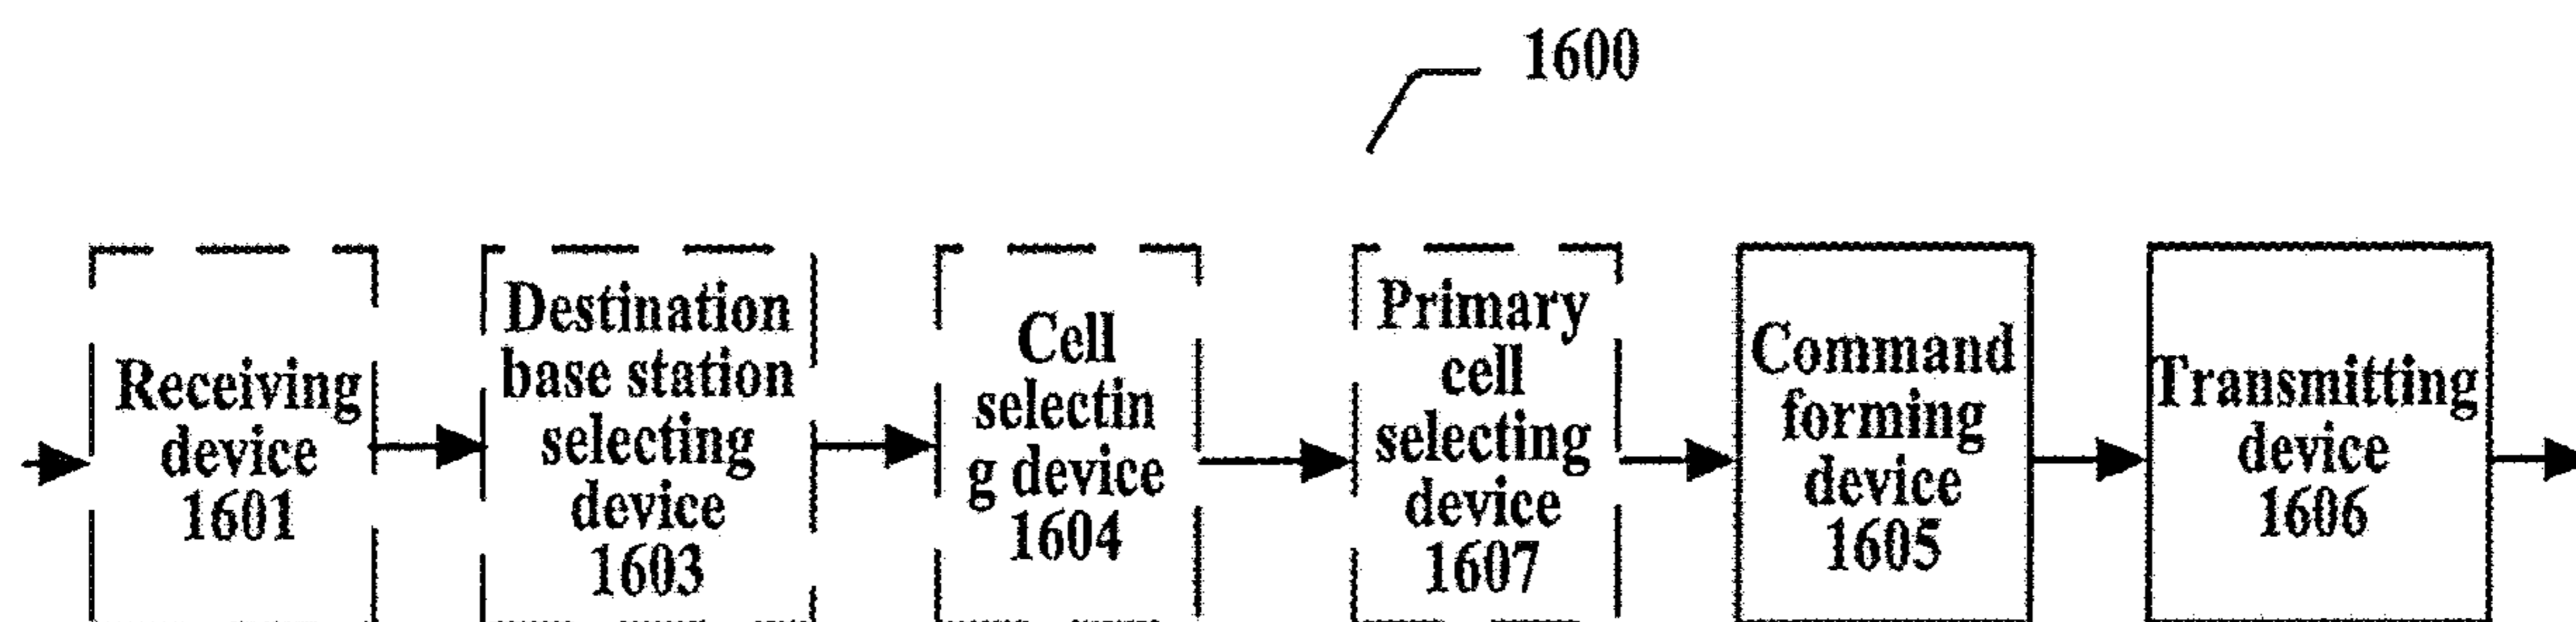 1600
Receiving
device
1601
Destination
base station
selecting
device
1603
Cell
selectin
g device
1604
Primary
cell
selecting
device
1607
Command
forming
device
1605
Transmitting
device
1606